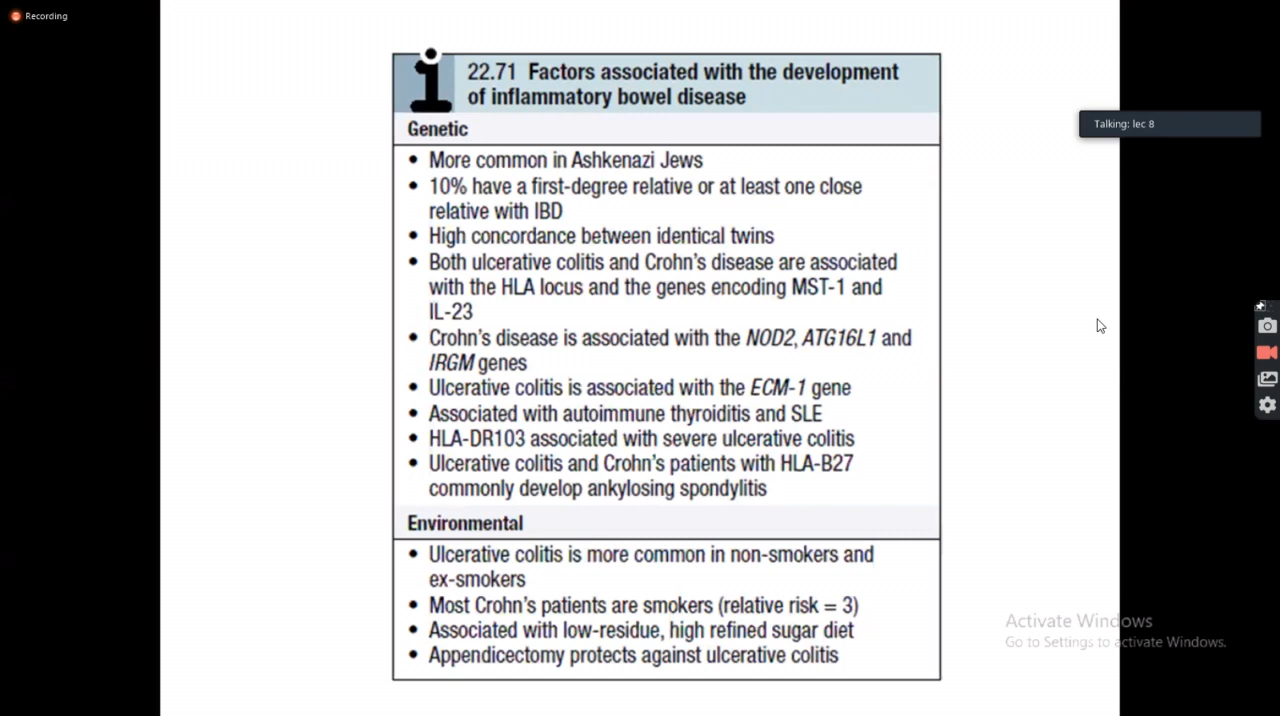 Recording
22.71 Factors associated with the development
of inflammatory bowel disease
Talking: lec 8
Genetic
• More common in Ashkenazi Jews
• 10% have a first-degree relative or at least one close
relative with IBD
• High concordance between identical twins
• Both ulcerative colitis and Crohn's disease are associated
with the HLA locus and the genes encoding MST-1 and
IL-23
• Crohn's disease is associated with the NOD2, ATG16L1 and
IRGM genes
• Ulcerative colitis is associated with the ECM-1 gene
• Associated with autoimmune thyroiditis and SLE
• HLA-DR103 associated with severe ulcerative colitis
• Ulcerative colitis and Crohn's patients with HLA-B27
commonly develop ankylosing spondylitis
Environmental
• Ulcerative colitis is more common in non-smokers and
ex-smokers
• Most Crohn's patients are smokers (relative risk = 3)
• Associated with low-residue, high refined sugar diet
• Appendicectomy protects against ulcerative colitis
Activate Windows
Go to Settings to activate Windows.